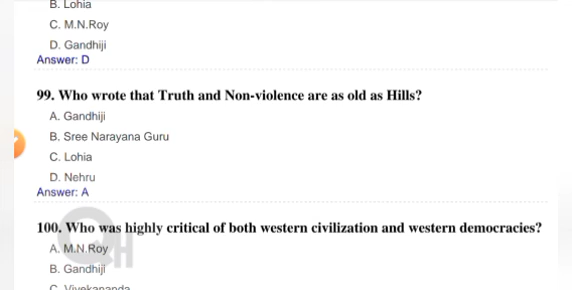 B. Lohia
C. M.N.Roy
D. Gandhiji
Answer: D
99. Who wrote that Truth and Non-violence are as old as Hills?
A. Gandhiji
B. Sree Narayana Guru
C. Lohia
D. Nehru
Answer: A
100. Who was highly critical of both western civilization and western democracies?
A. M.N.Roy
B. Gandhiji
C. Vivekananda